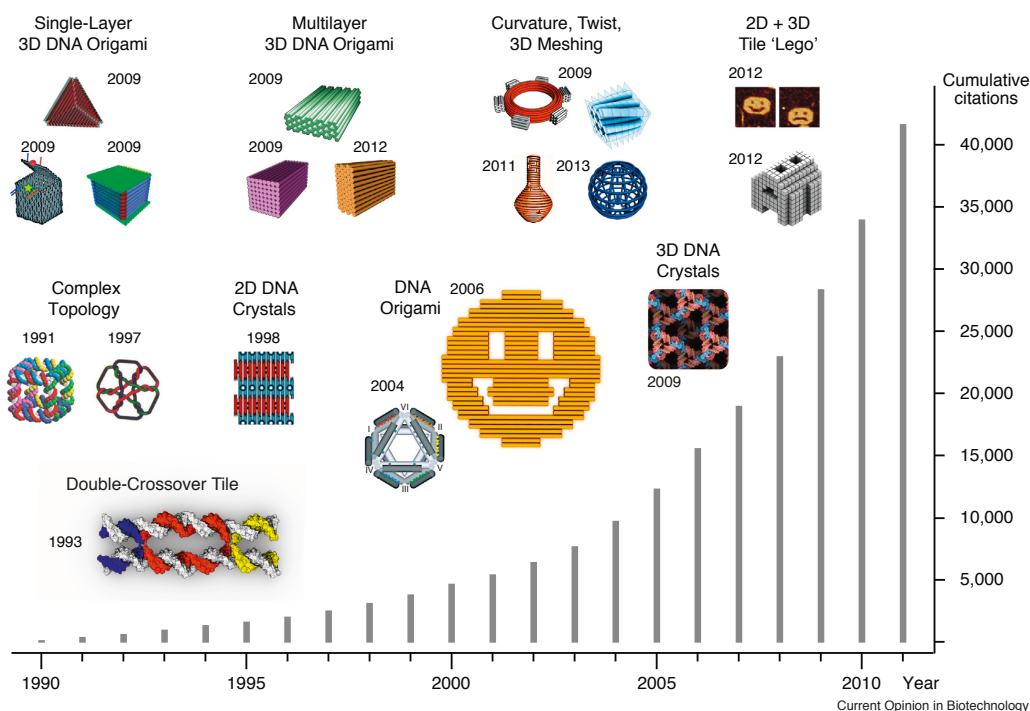 Single-Layer
3D DNA Origami
2009
2009
2009
Multilayer
3D DNA Origami
2009
2009
2012
Curvature, Twist,
3D Meshing
2009
2011
2013
2D + 3D
Tile ‘Lego’
2012
2012
Cumulative
citations
40,000
35,000
30,000
25,000
20,000
15,000
10,000
5,000
Complex
Topology
1991
1997
2D DNA
Crystals
1998
DNA
Origami
2006
2004
VI
I
II
IV
V
III
3D DNA
Crystals
2009
Double-Crossover Tile
1993
1990
1995
2000
2005
2010
Year
Current Opinion in Biotechnology